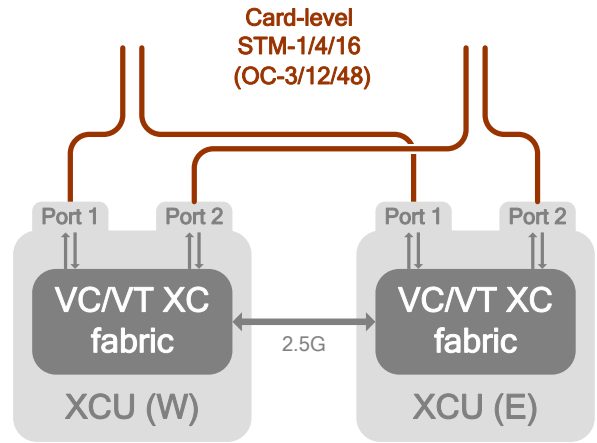 Card-level
STM-1/4/16
(OC-3/12/48)
Port 1
Port 2
Port 1
Port 2
VC/VT XC
fabric
VC/VT XC
fabric
2.5G
XCU (W)
XCU (E)